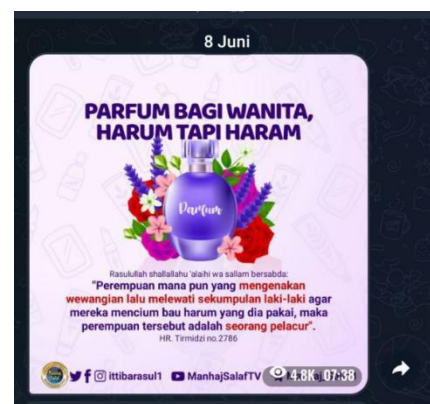 8 Juni
PARFUM BAGI WANITA,
HARUM TAPI HARAM
Parfum
Rasulullah shallallahu 'alaihi wa sallam bersabda:
"Perempuan mana pun yang mengenakan
wewangian lalu melewati sekumpulan laki-laki agar
mereka mencium bau harum yang dia pakai, maka
perempuan tersebut adalah seorang pelacur".
HR. Tirmidzi no.2786
ittibarasul1 ManhajSalafTV 4.8K 07:38